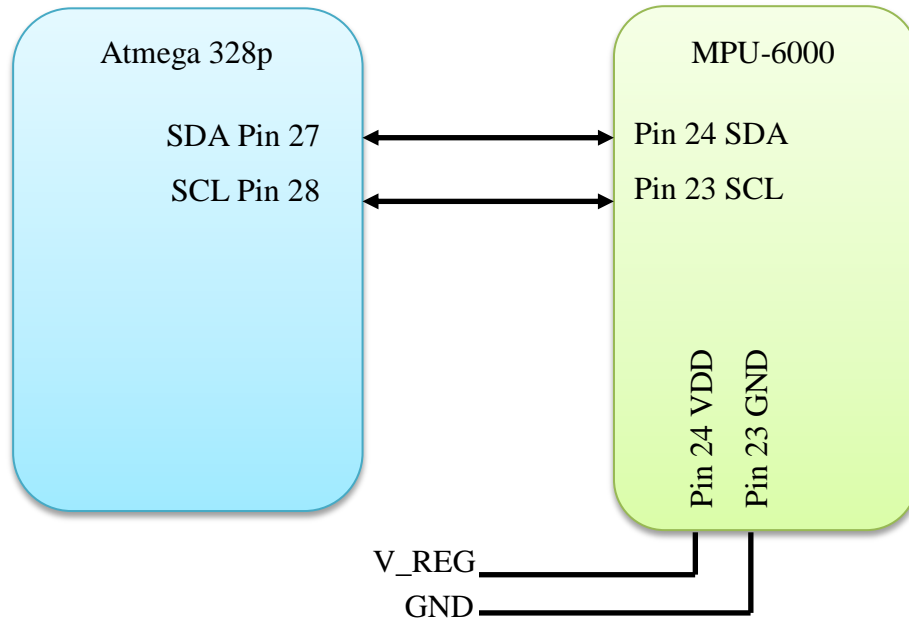 Atmega 328p
SDA Pin 27
SCL Pin 28
MPU-6000
Pin 24 SDA
Pin 23 SCL
Pin 24 VDD
Pin 23 GND
V_REG
GND